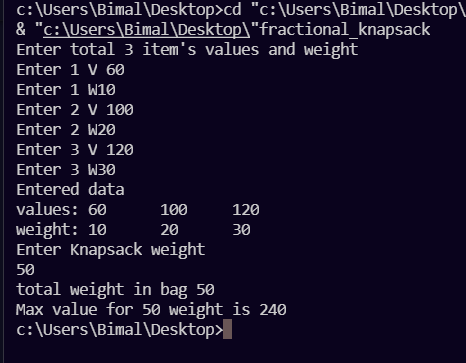 c:\Users\Bimal\Desktop>cd "c:\Users\Bimal\Desktop\
& "c:\Users\Bimal\Desktop\"fractional_knapsack
Enter total 3 item's values and weight
Enter 1 V 60
Enter 1 W10
Enter 2 V 100
Enter 2 W20
Enter 3 V 120
Enter 3 W30
Entered data
values: 60 100 120
weight: 10 20 30
Enter Knapsack weight
50
total weight in bag 50
Max value for 50 weight is 240
c:\Users\Bimal\Desktop>